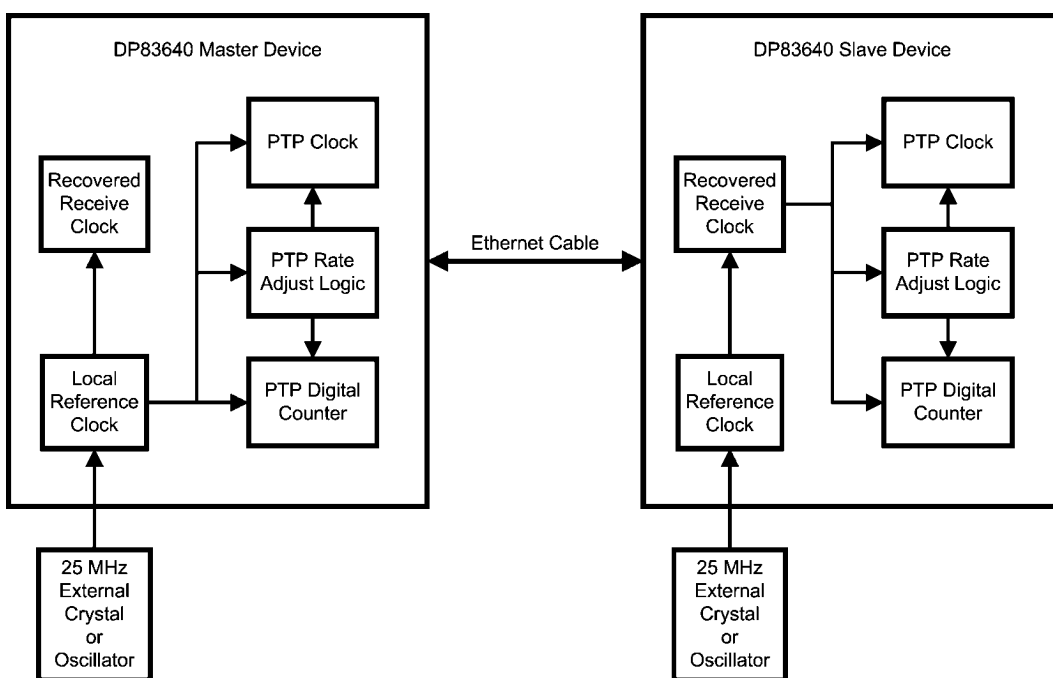 DP83640 Master Device
PTP Clock
Recovered
Receive
Clock
PTP Rate
Adjust Logic
Local
Reference
Clock
PTP Digital
Counter
25 MHz
External
Crystal
or
Oscillator
Ethernet Cable
DP83640 Slave Device
PTP Clock
Recovered
Receive
Clock
PTP Rate
Adjust Logic
Local
Reference
Clock
PTP Digital
Counter
25 MHz
External
Crystal
or
Oscillator